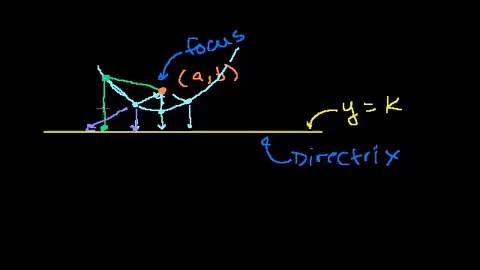 focus
(a,b)
y = k
Directrix